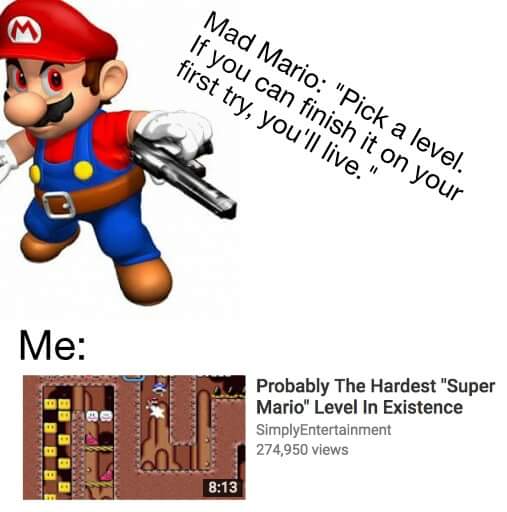 M
Mad Mario: "Pick a level.
If you can finish it on your
first try, you'll live."
Me:
Probably The Hardest "Super
Mario" Level In Existence
SimplyEntertainment
274,950 views
8:13